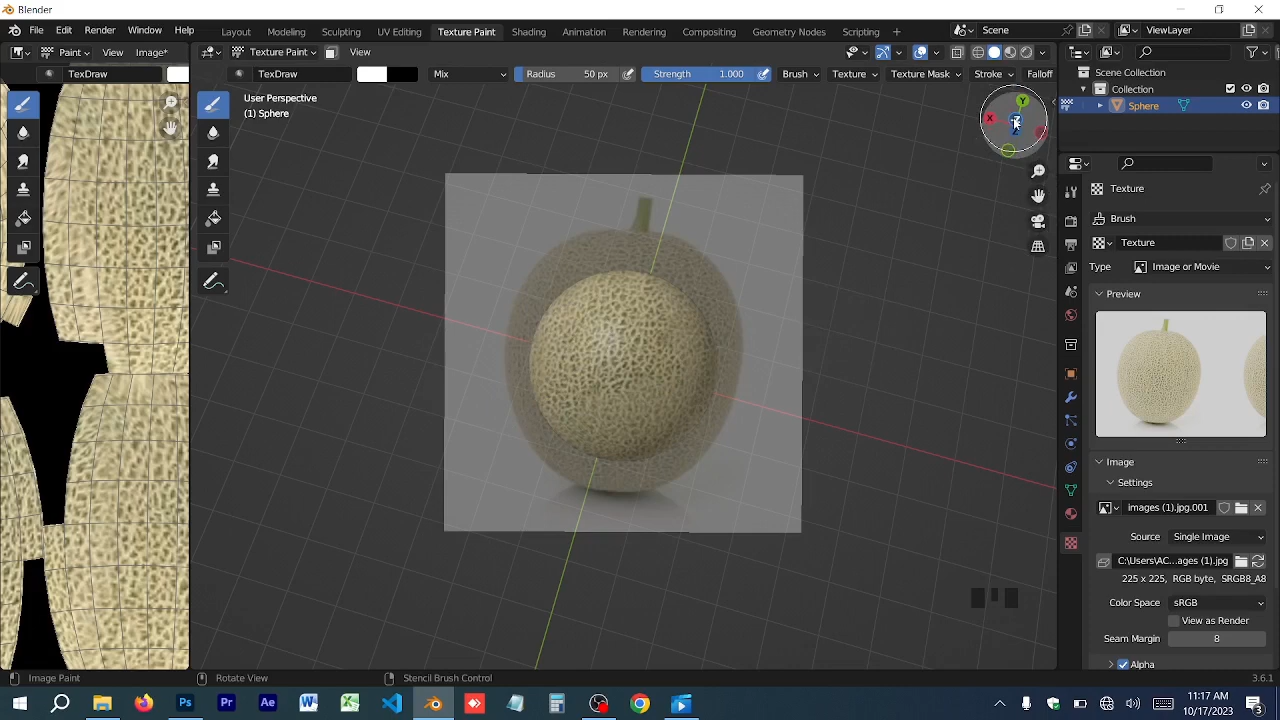 Blender
File Edit Render Window Help Layout Modeling Sculpting UV Editing Texture Paint Shading Animation Rendering Compositing Geometry Nodes Scripting + Scene ViewLayer
Paint View Image* Texture Paint View
TexDraw TexDraw Mix Radius 50 px Strength 1.000 Brush Texture Texture Mask Stroke Falloff
Scene Collection
Collection
Sphere
User Perspective
(1) Sphere
Y
X
Z
Texture
Brush
Texture
Type Image or Movie
Preview
Image
Settings
images (1).jpg.001
Source Single Image
C:\Users\AC...ages (1).jpg
225 x 225, RGB byte, SRGB8_A8
Color Space sRGB
View as Render
Seam Margin 8
Alpha
Image Paint Rotate View Stencil Brush Control 3.6.1
Ps Pr Ae W
11:17 AM
10/17/2023
3